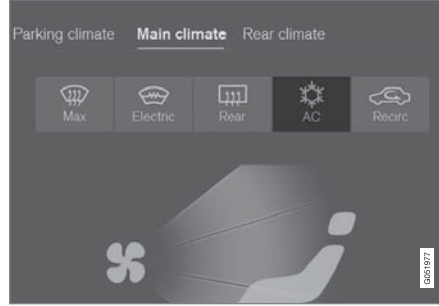 Parking climate Main climate Rear climate
Max Electric Rear AC Recirc
G051977